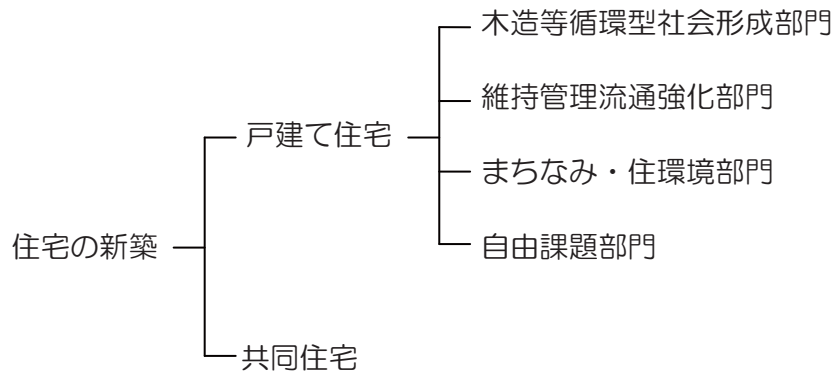 木造等循環型社会形成部門
維持管理流通強化部門
戸建て住宅
まちなみ・住環境部門
住宅の新築
自由課題部門
共同住宅